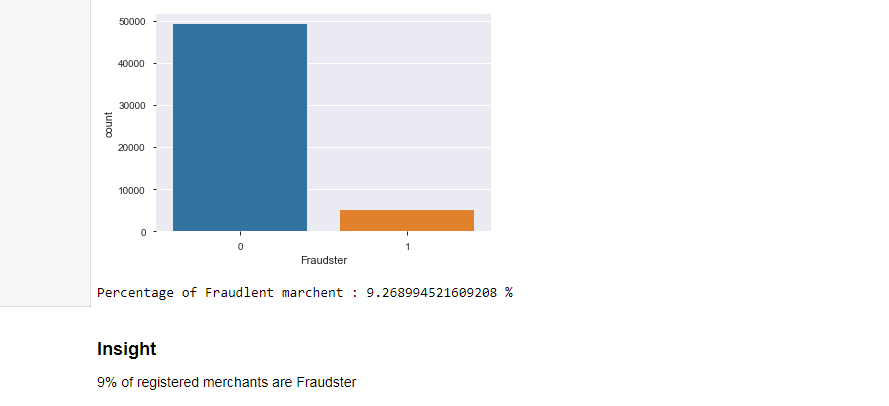 50000
40000
30000
20000
10000
0
count
0 1
Fraudster
Percentage of Fraudlent marchent : 9.268994521609208 %
Insight
9% of registered merchants are Fraudster